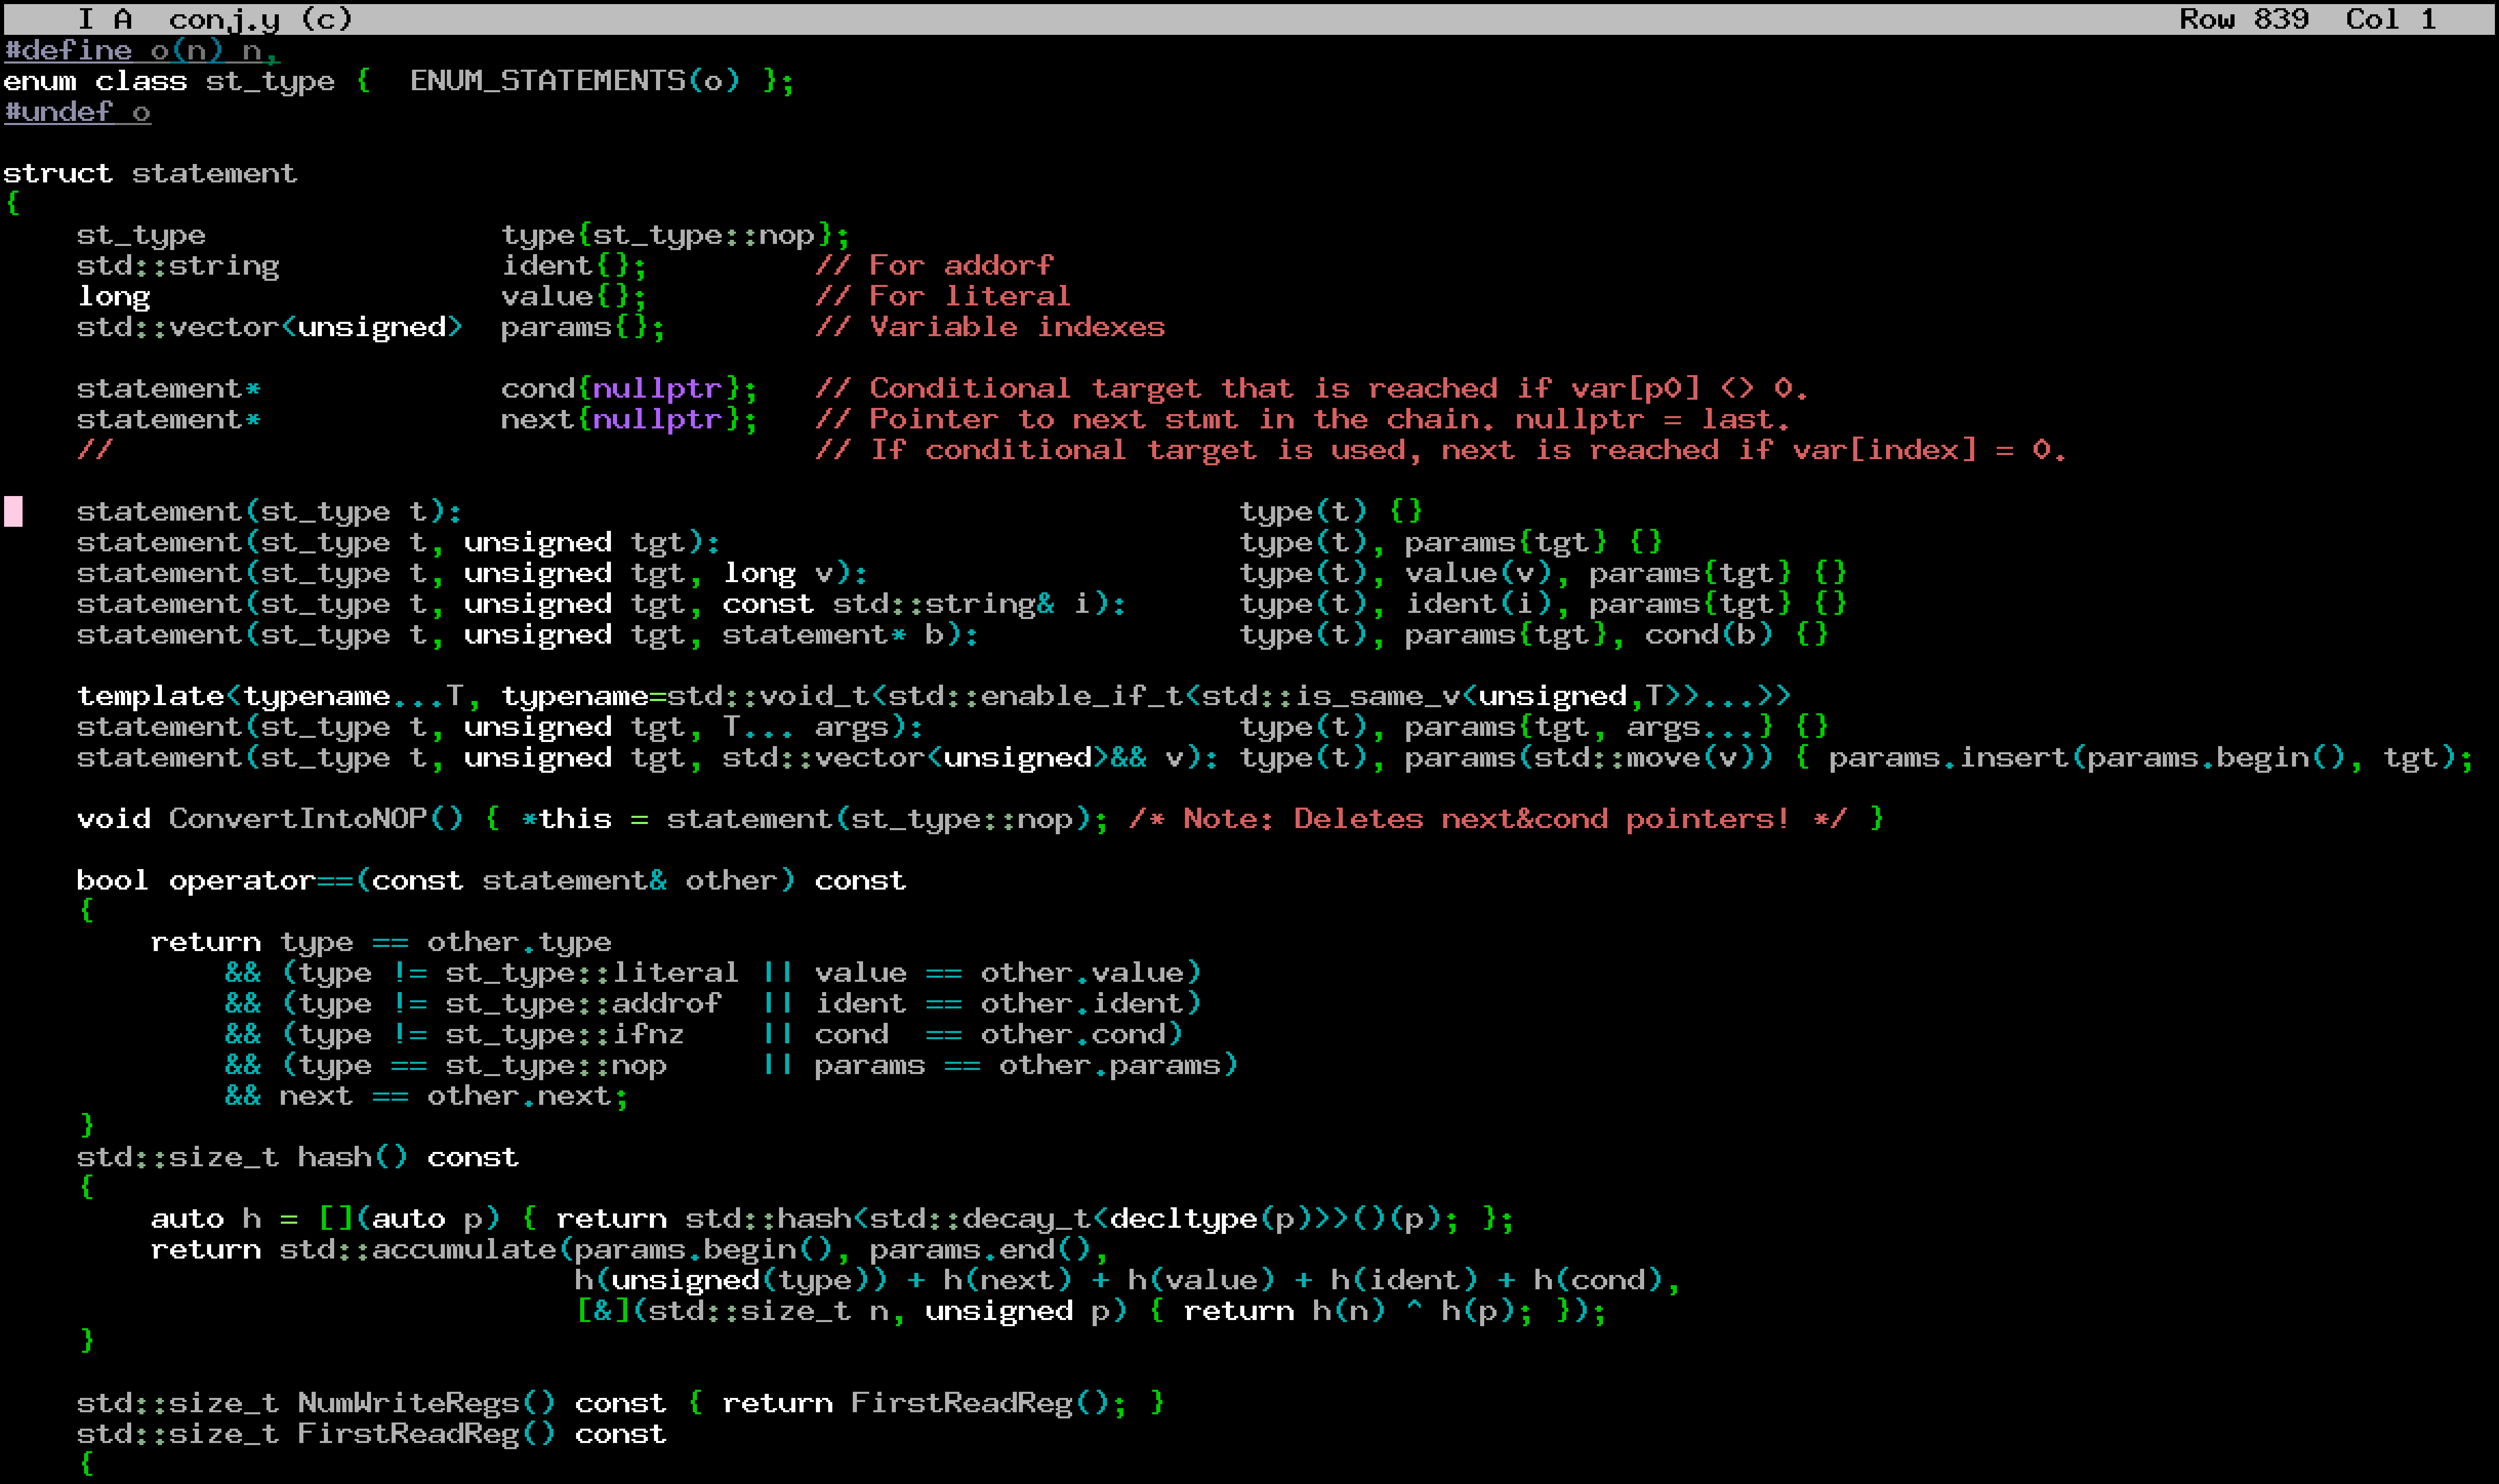 I A  conj.y (c)                                        Row 839  Col 1
#define o(n) n,
enum class st_type {  ENUM_STATEMENTS(o) };
#undef o
struct statement
{
    st_type                type{st_type::nop};
    std::string            ident{};         // For addorf
    long                   value{};         // For literal
    std::vector<unsigned>  params{};        // Variable indexes
    statement*             cond{nullptr};   // Conditional target that is reached if var[p0] <> 0.
    statement*             next{nullptr};   // Pointer to next stmt in the chain. nullptr = last.
    //                                      // If conditional target is used, next is reached if var[index] = 0.
    statement(st_type t):                                          type(t) {}
    statement(st_type t, unsigned tgt):                            type(t), params{tgt} {}
    statement(st_type t, unsigned tgt, long v):                    type(t), value(v), params{tgt} {}
    statement(st_type t, unsigned tgt, const std::string& i):      type(t), ident(i), params{tgt} {}
    statement(st_type t, unsigned tgt, statement* b):              type(t), params{tgt}, cond(b) {}
    template<typename...T, typename=std::void_t<std::enable_if_t<std::is_same_v<unsigned,T>>...>>
    statement(st_type t, unsigned tgt, T... args):                 type(t), params{tgt, args...} {}
    statement(st_type t, unsigned tgt, std::vector<unsigned>&& v): type(t), params(std::move(v)) { params.insert(params.begin(), tgt);
    void ConvertIntoNOP() { *this = statement(st_type::nop); /* Note: Deletes next&cond pointers! */ }
    bool operator==(const statement& other) const
    {
        return type == other.type
            && (type != st_type::literal || value == other.value)
            && (type != st_type::addrof  || ident == other.ident)
            && (type != st_type::ifnz    || cond  == other.cond)
            && (type == st_type::nop     || params == other.params)
            && next == other.next;
    }
    std::size_t hash() const
    {
        auto h = [](auto p) { return std::hash<std::decay_t<decltype(p)>>()(p); };
        return std::accumulate(params.begin(), params.end(),
                               h(unsigned(type)) + h(next) + h(value) + h(ident) + h(cond),
                               [&](std::size_t n, unsigned p) { return h(n) ^ h(p); });
    }
    std::size_t NumWriteRegs() const { return FirstReadReg(); }
    std::size_t FirstReadReg() const
    {